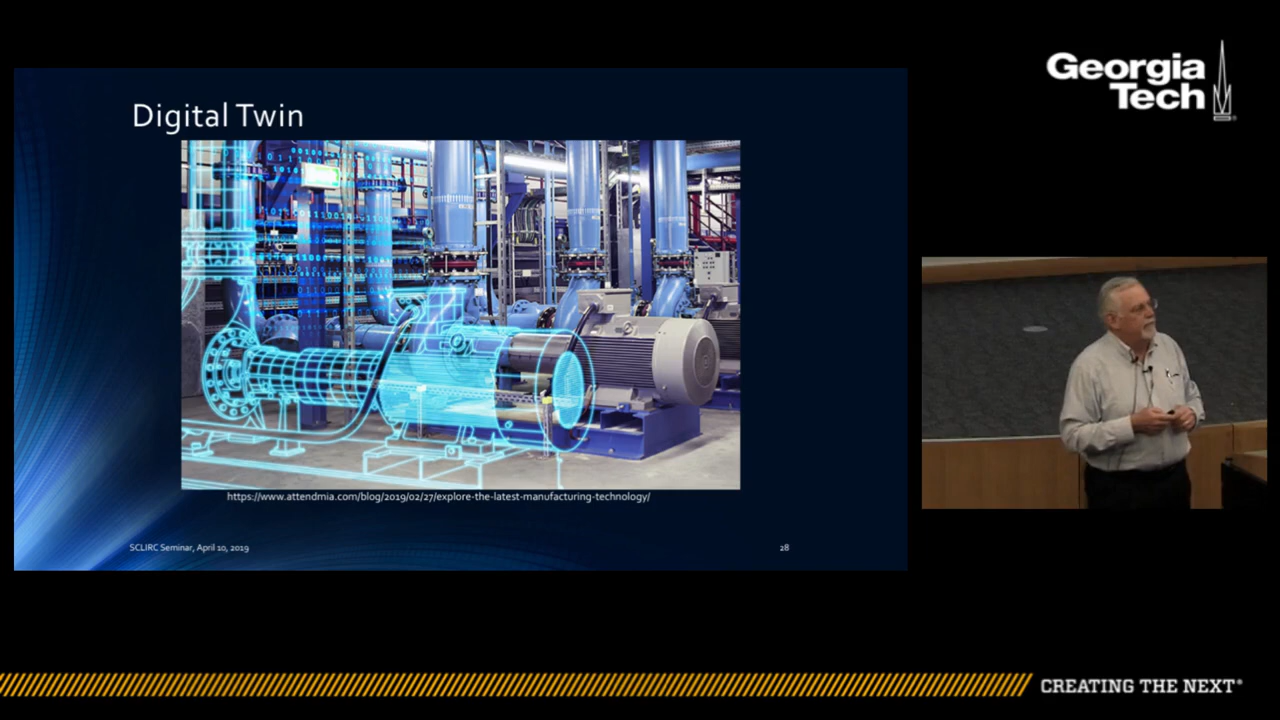 Georgia
Tech
Digital Twin
https://www.attendmia.com/blog/2019/02/27/explore-the-latest-manufacturing-technology/
SCLIRC Seminar, April 10, 2019
28
CREATING THE NEXT®